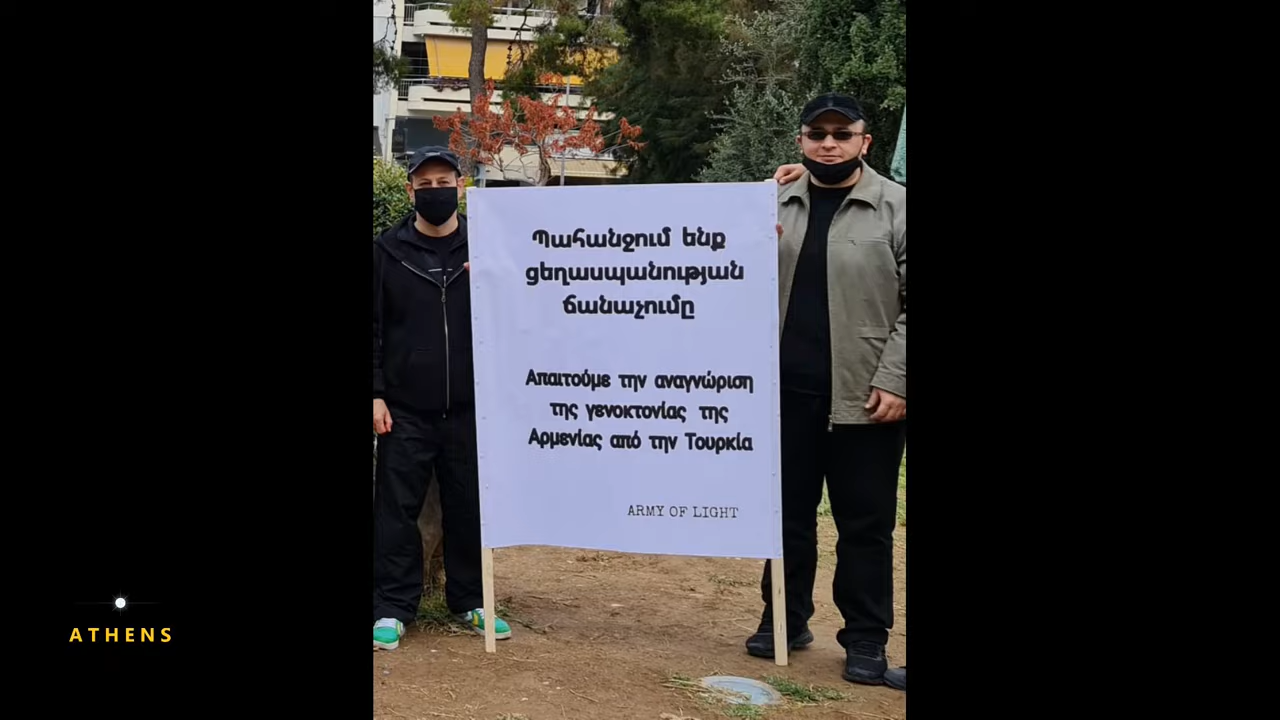 Պահանջում ենք
ցեղասպանության
ճանաչումը
Απαιτούμε την αναγνώριση
της γενοκτονίας της
Αρμενίας από την Τουρκία
ARMY OF LIGHT
ATHENS